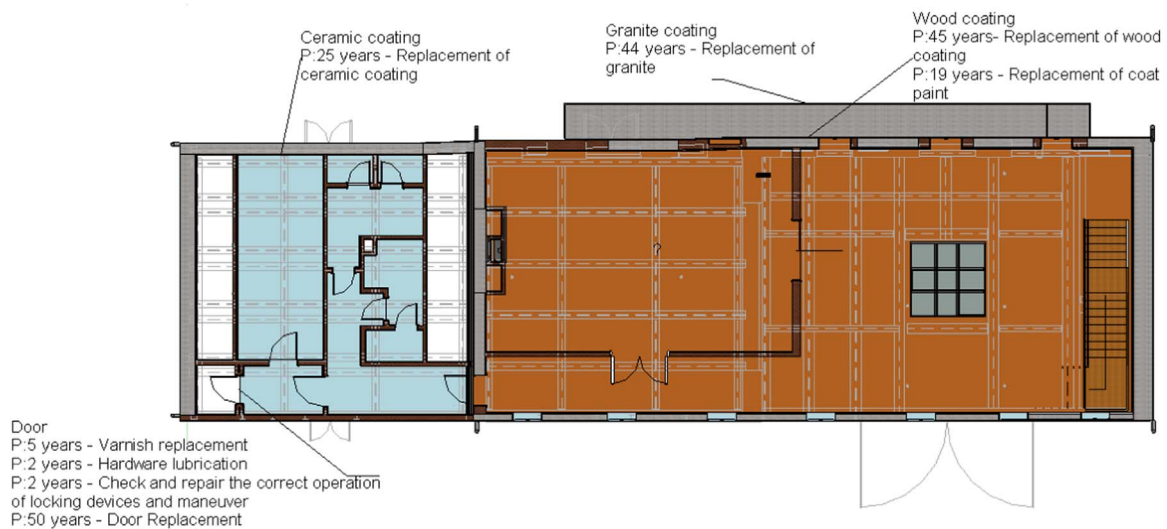 Ceramic coating
P:25 years - Replacement of
ceramic coating
Granite coating
P:44 years - Replacement of
granite
Wood coating
P:45 years- Replacement of wood
coating
P:19 years - Replacement of coat
paint
Door
P:5 years - Varnish replacement
P:2 years - Hardware lubrication
P:2 years - Check and repair the correct operation
of locking devices and maneuver
P:50 years - Door Replacement